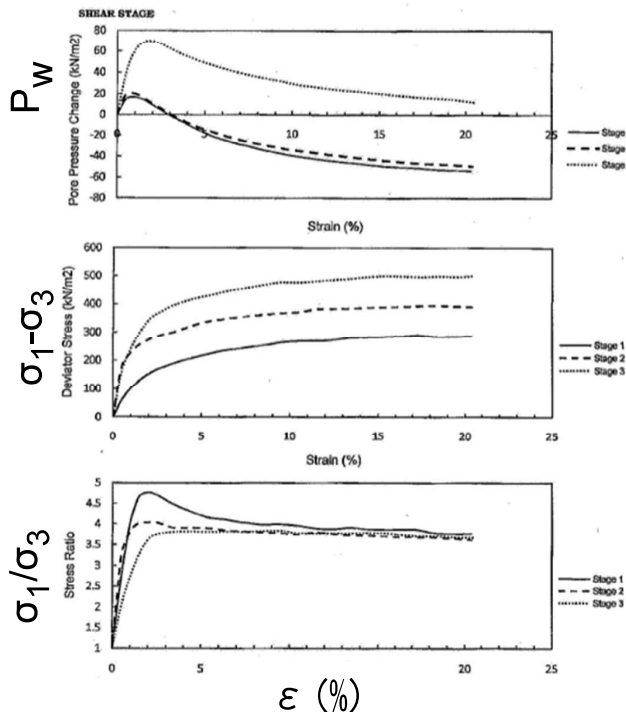 SHEAR STAGE
Pw
Pore Pressure Change (kN/m2)
80
60
40
20
0
-20
-40
-60
-80
0
5
10
15
20
25
Stage
Stage
Stage
Strain (%)
σ1-σ3
Deviator Stress (kN/m2)
600
500
400
300
200
100
0
0
5
10
15
20
25
Stage 1
Stage 2
Stage 3
Strain (%)
σ1/σ3
Stress Ratio
5
4.5
4
3.5
3
2.5
2
1.5
1
0
5
10
15
20
25
Stage 1
Stage 2
Stage 3
ε (%)